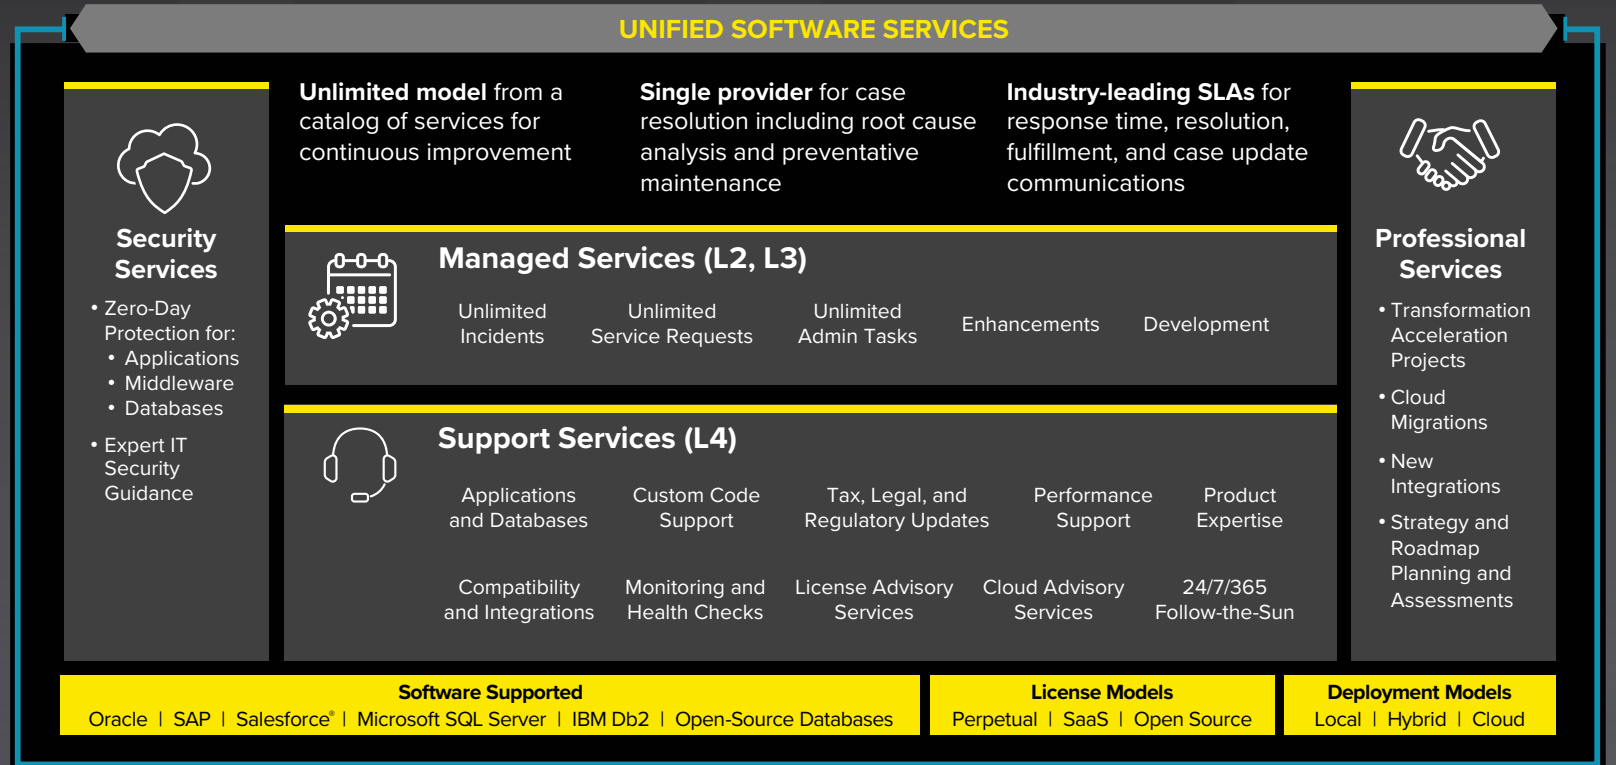 UNIFIED SOFTWARE SERVICES
Security
Services
• Zero-Day
Protection for:
• Applications
• Middleware
• Databases
• Expert IT
Security
Guidance
Unlimited model from a
catalog of services for
continuous improvement
Single provider for case
resolution including root cause
analysis and preventative
maintenance
Industry-leading SLAs for
response time, resolution,
fulfillment, and case update
communications
Managed Services (L2, L3)
Unlimited
Incidents
Unlimited
Service Requests
Unlimited
Admin Tasks
Enhancements
Development
Support Services (L4)
Applications
and Databases
Custom Code
Support
Tax, Legal, and
Regulatory Updates
Performance
Support
Product
Expertise
Compatibility
and Integrations
Monitoring and
Health Checks
License Advisory
Services
Cloud Advisory
Services
24/7/365
Follow-the-Sun
Professional
Services
• Transformation
Acceleration
Projects
• Cloud
Migrations
• New
Integrations
• Strategy and
Roadmap
Planning and
Assessments
Software Supported
Oracle | SAP | Salesforce® | Microsoft SQL Server | IBM Db2 | Open-Source Databases
License Models
Perpetual | SaaS | Open Source
Deployment Models
Local | Hybrid | Cloud